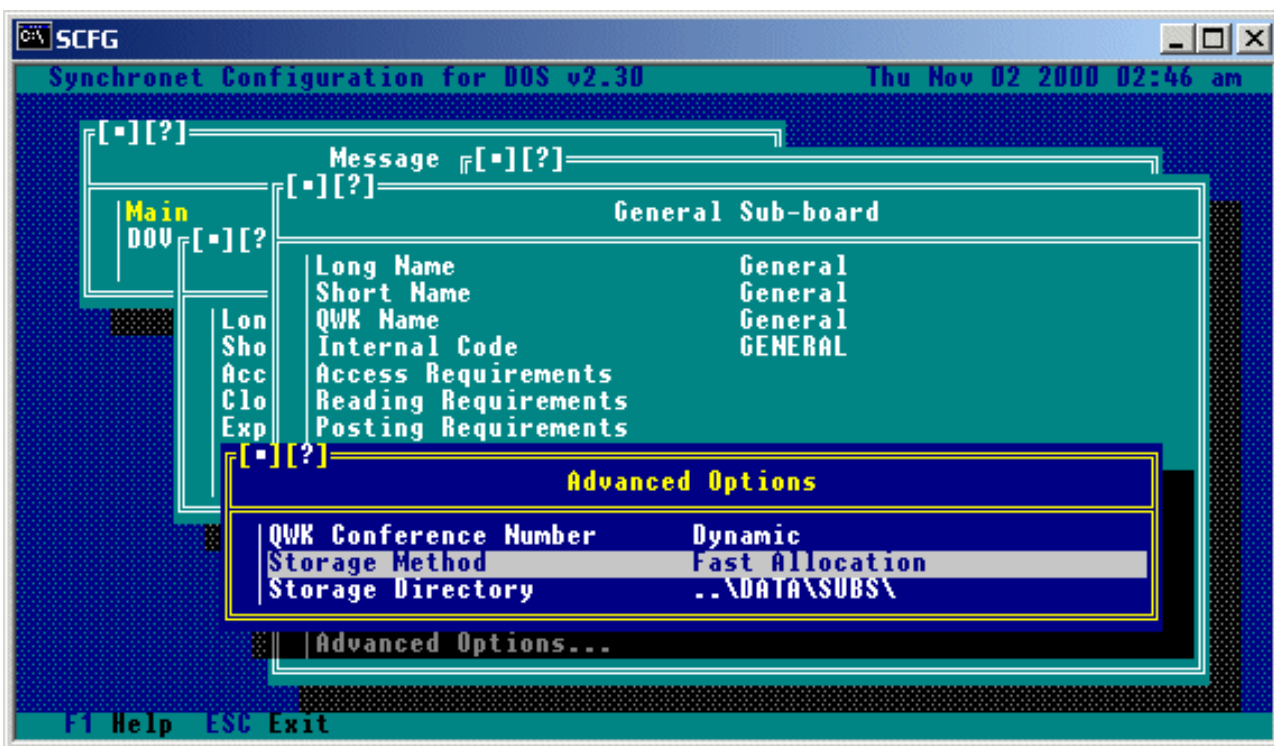 SCFG
Synchronet Configuration for DOS v2.30 Thu Nov 02 2000 02:46 am
[■][?]
Message [■][?]
[■][?]
Main General Sub-board
DOV [■][?
Long Name General
Short Name General
Lon QWK Name General
Sho Internal Code GENERAL
Acc Access Requirements
Clo Reading Requirements
Exp Posting Requirements
[■][?]
Advanced Options
QWK Conference Number Dynamic
Storage Method Fast Allocation
Storage Directory ..\DATA\SUBS\
Advanced Options...
F1 Help ESC Exit